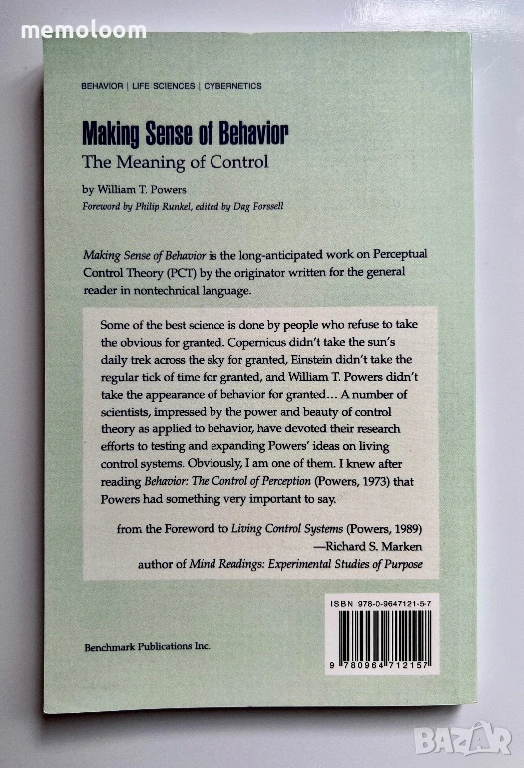 memoloom
BEHAVIOR | LIFE SCIENCES | CYBERNETICS
Making Sense of Behavior
The Meaning of Control
by William T. Powers
Foreword by Philip Runkel, edited by Dag Forssell
Making Sense of Behavior is the long-anticipated work on Perceptual
Control Theory (PCT) by the originator written for the general
reader in nontechnical language.
Some of the best science is done by people who refuse to take
the obvious for granted. Copernicus didn't take the sun's
daily trek across the sky for granted, Einstein didn't take the
regular tick of time for granted, and William T. Powers didn't
take the appearance of behavior for granted… A number of
scientists, impressed by the power and beauty of control
theory as applied to behavior, have devoted their research
efforts to testing and expanding Powers' ideas on living
control systems. Obviously, I am one of them. I knew after
reading Behavior: The Control of Perception (Powers, 1973) that
Powers had something very important to say.
from the Foreword to Living Control Systems (Powers, 1989)
—Richard S. Marken
author of Mind Readings: Experimental Studies of Purpose
ISBN 978-0-9647121-5-7
9 780964 712157
Benchmark Publications Inc.
BAZAR